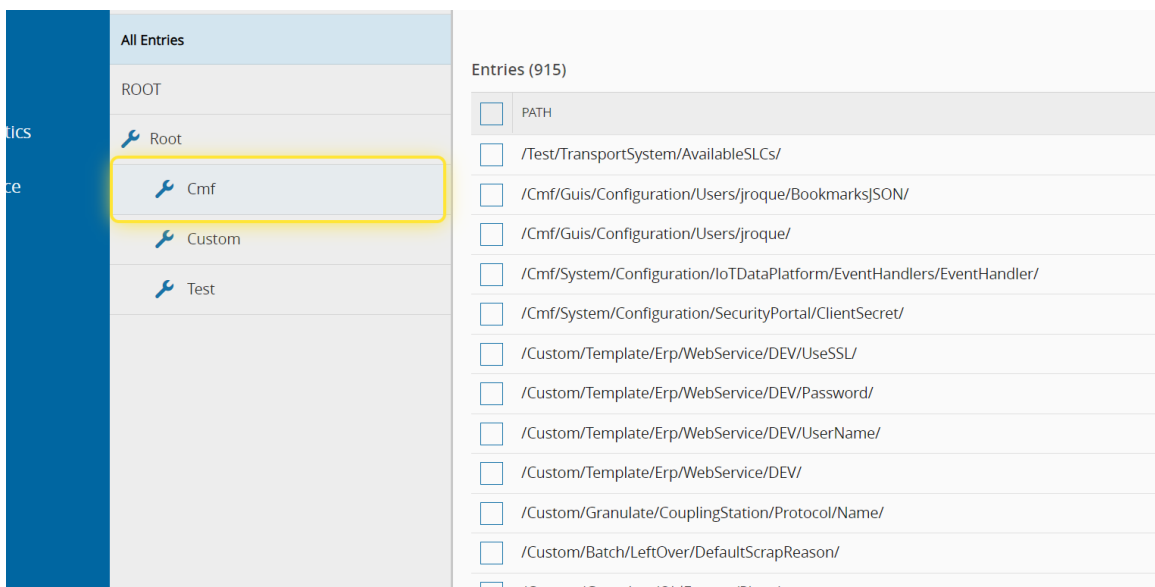 tics
ce
All Entries
ROOT
Root
Cmf
Custom
Test
Entries (915)
PATH
/Test/TransportSystem/AvailableSLCs/
/Cmf/Guis/Configuration/Users/jroque/BookmarksJSON/
/Cmf/Guis/Configuration/Users/jroque/
/Cmf/System/Configuration/IoTDataPlatform/EventHandlers/EventHandler/
/Cmf/System/Configuration/SecurityPortal/ClientSecret/
/Custom/Template/Erp/WebService/DEV/UseSSL/
/Custom/Template/Erp/WebService/DEV/Password/
/Custom/Template/Erp/WebService/DEV/UserName/
/Custom/Template/Erp/WebService/DEV/
/Custom/Granulate/CouplingStation/Protocol/Name/
/Custom/Batch/LeftOver/DefaultScrapReason/